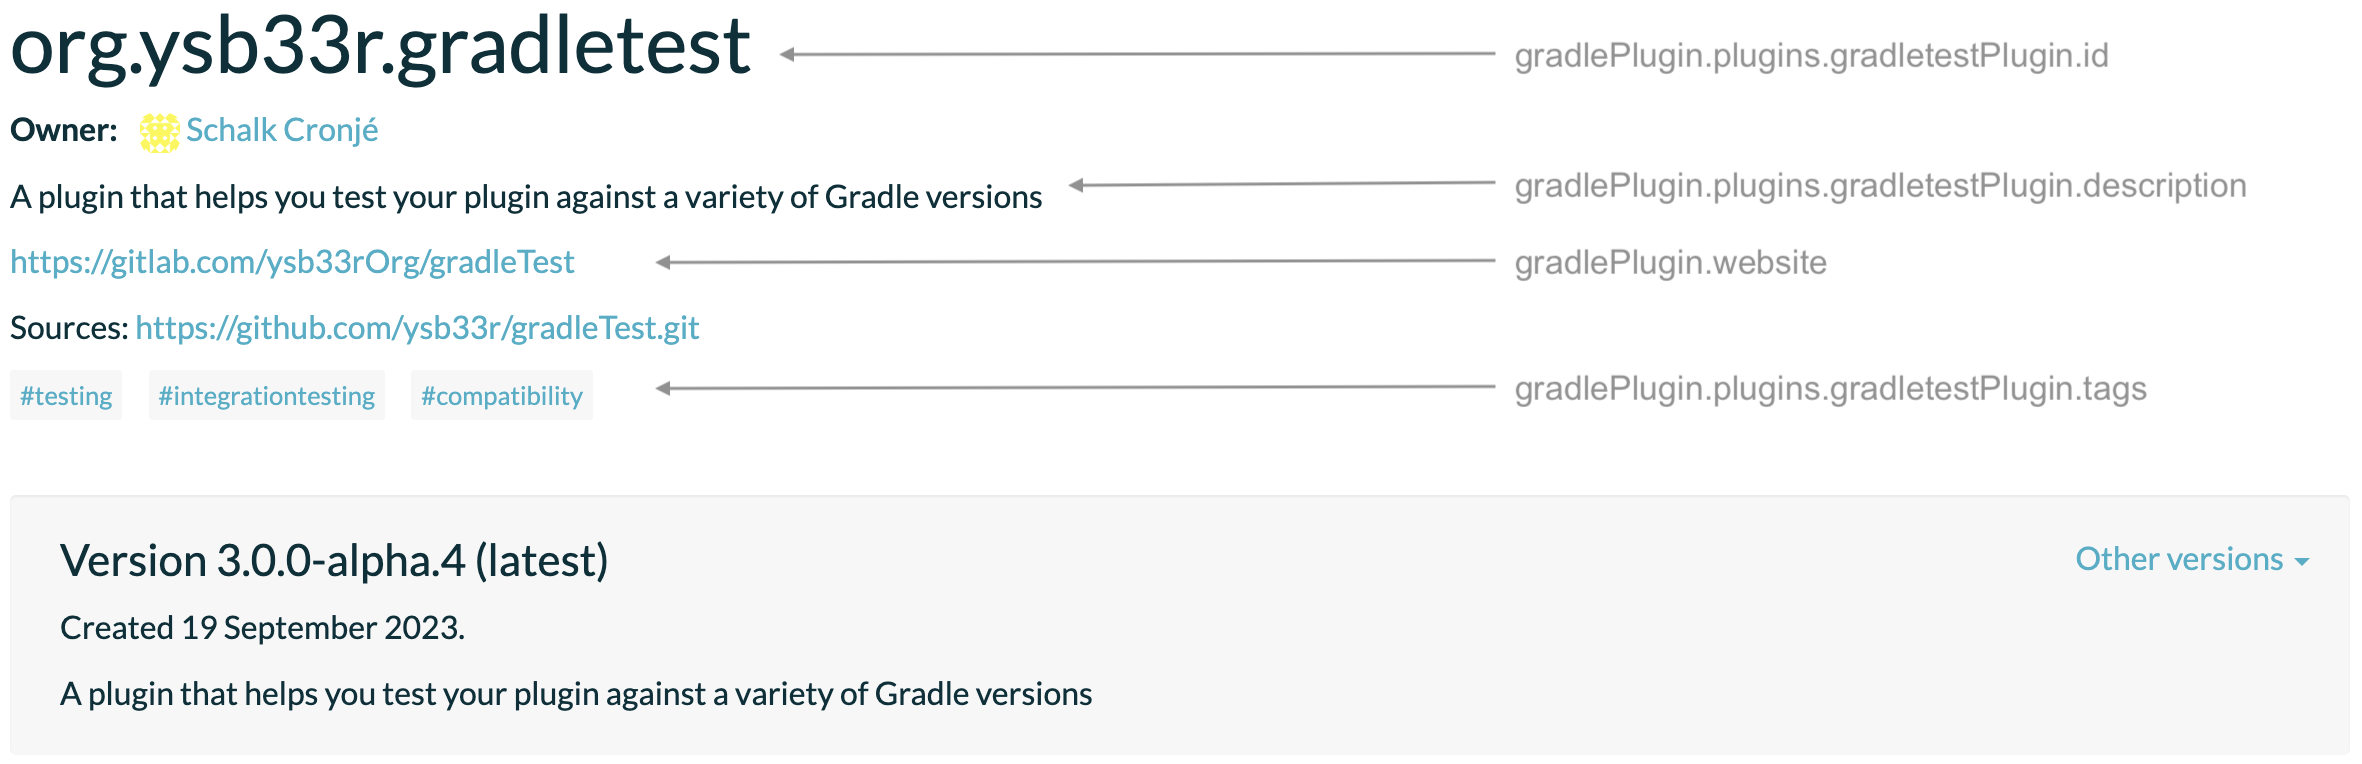 org.ysb33r.gradletest gradlePlugin.plugins.gradletestPlugin.id
Owner: Schalk Cronjé
A plugin that helps you test your plugin against a variety of Gradle versions gradlePlugin.plugins.gradletestPlugin.description
https://gitlab.com/ysb33rOrg/gradleTest gradlePlugin.website
Sources: https://github.com/ysb33r/gradleTest.git
#testing #integrationtesting #compatibility gradlePlugin.plugins.gradletestPlugin.tags
Version 3.0.0-alpha.4 (latest) Other versions
Created 19 September 2023.
A plugin that helps you test your plugin against a variety of Gradle versions